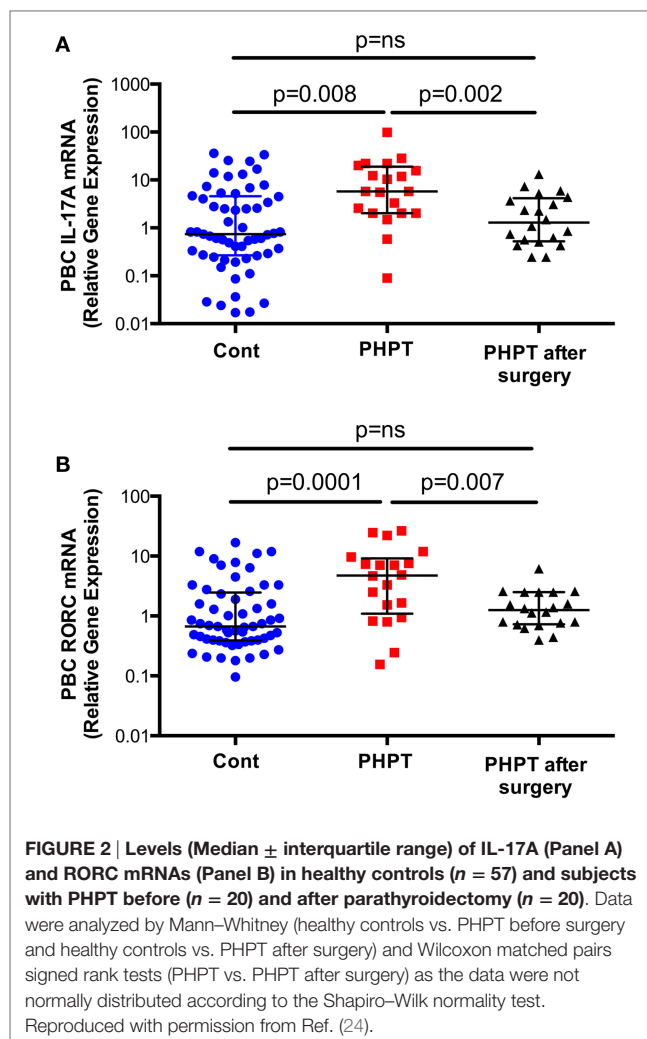 A
p=ns
p=0.008
p=0.002
PBC IL-17A mRNA
(Relative Gene Expression)
1000
100
10
1
0.1
0.01
Cont
PHPT
PHPT after
surgery
B
p=ns
p=0.0001
p=0.007
PBC RORC mRNA
(Relative Gene Expression)
100
10
1
0.1
0.01
Cont
PHPT
PHPT after
surgery
FIGURE 2 | Levels (Median ± interquartile range) of IL-17A (Panel A)
and RORC mRNAs (Panel B) in healthy controls (n = 57) and subjects
with PHPT before (n = 20) and after parathyroidectomy (n = 20). Data
were analyzed by Mann–Whitney (healthy controls vs. PHPT before surgery
and healthy controls vs. PHPT after surgery) and Wilcoxon matched pairs
signed rank tests (PHPT vs. PHPT after surgery) as the data were not
normally distributed according to the Shapiro–Wilk normality test.
Reproduced with permission from Ref. (24).